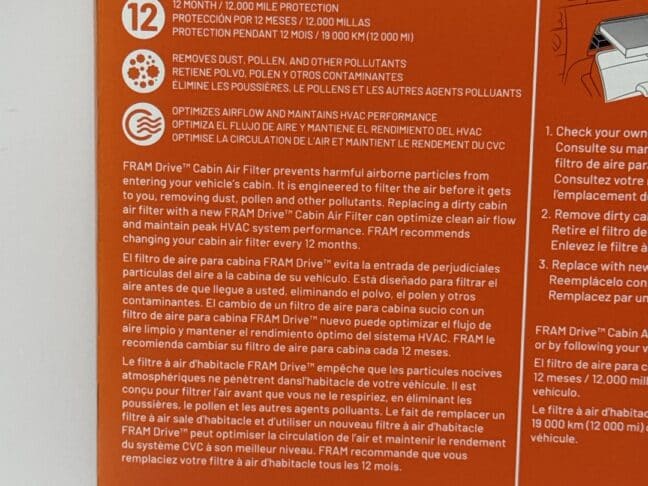 12
12 MONTH / 12,000 MILE PROTECTION
PROTECCIÓN POR 12 MESES / 12,000 MILLAS
PROTECTION PENDANT 12 MOIS / 19 000 KM (12 000 MI)
REMOVES DUST, POLLEN, AND OTHER POLLUTANTS
RETIENE POLVO, POLEN Y OTROS CONTAMINANTES
ÉLIMINE LES POUSSIÈRES, LE POLLENS ET LES AUTRES AGENTS POLLUANTS
OPTIMIZES AIRFLOW AND MAINTAINS HVAC PERFORMANCE
OPTIMIZA EL FLUJO DE AIRE Y MANTIENE EL RENDIMIENTO DEL HVAC
OPTIMISE LA CIRCULATION DE L'AIR ET MAINTIENT LE RENDEMENT DU CVC
FRAM Drive™ Cabin Air Filter prevents harmful airborne particles from
entering your vehicle's cabin. It is engineered to filter the air before it gets
to you, removing dust, pollen and other pollutants. Replacing a dirty cabin
air filter with a new FRAM Drive™ Cabin Air Filter can optimize clean air flow
and maintain peak HVAC system performance. FRAM recommends
changing your cabin air filter every 12 months.
El filtro de aire para cabina FRAM Drive™ evita la entrada de perjudiciales
partículas del aire a la cabina de su vehículo. Está diseñado para filtrar el
aire antes de que llegue a usted, eliminando el polvo, el polen y otros
contaminantes. El cambio de un filtro de aire para cabina sucio con un
filtro de aire para cabina FRAM Drive™ nuevo puede optimizar el flujo de
aire limpio y mantener el rendimiento óptimo del sistema HVAC. FRAM le
recomienda cambiar su filtro de aire para cabina cada 12 meses.
Le filtre à air d'habitacle FRAM Drive™ empêche que les particules nocives
atmosphériques ne pénètrent dansl'habitacle de votre véhicule. Il est
conçu pour filtrer l'air avant que vous ne le respiriez, en éliminant les
poussières, le pollen et les autres agents polluants. Le fait de remplacer un
filtre à air sale d'habitacle et d'utiliser un nouveau filtre à air d'habitacle
FRAM Drive™ peut optimiser la circulation de l'air et maintenir le rendement
du système CVC à son meilleur niveau. FRAM recommande que vous
remplaciez votre filtre à air d'habitacle tous les 12 mois.
1. Check your own
Consulte su ma
filtro de aire para
Consultez votre
l'emplacement d
2. Remove dirty ca
Retire el filtro de
Enlevez le filtre à
3. Replace with new
Reemplácelo con
Remplacez par un
FRAM Drive™ Cabin A
or by following your v
El filtro de aire para c
12 meses / 12,000 mill
vehículo.
Le filtre à air d'habitac
19 000 km (12 000 mi)
véhicule.